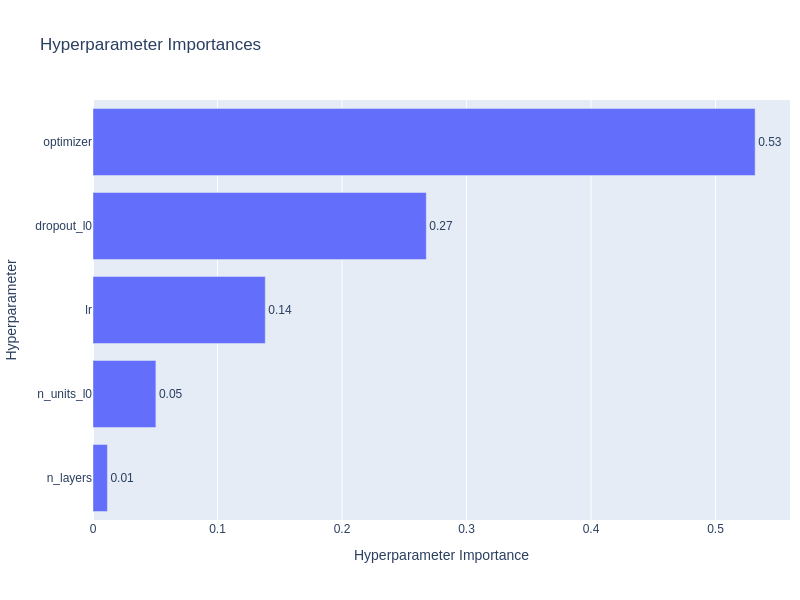 Hyperparameter Importances
optimizer
0.53
dropout_l0
0.27
lr
0.14
n_units_l0
0.05
n_layers
0.01
0
0.1
0.2
0.3
0.4
0.5
Hyperparameter Importance
Hyperparameter